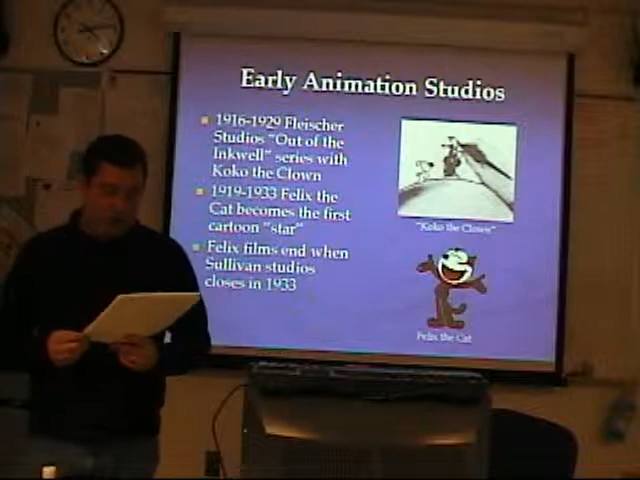 Early Animation Studios
1916-1929 Fleischer
Studios "Out of the
Inkwell" series with
Koko the Clown
1919-1933 Felix the
Cat becomes the first
cartoon "star"
Felix films end when
Sullivan studios
closes in 1933
"Koko the Clown"
Felix the Cat